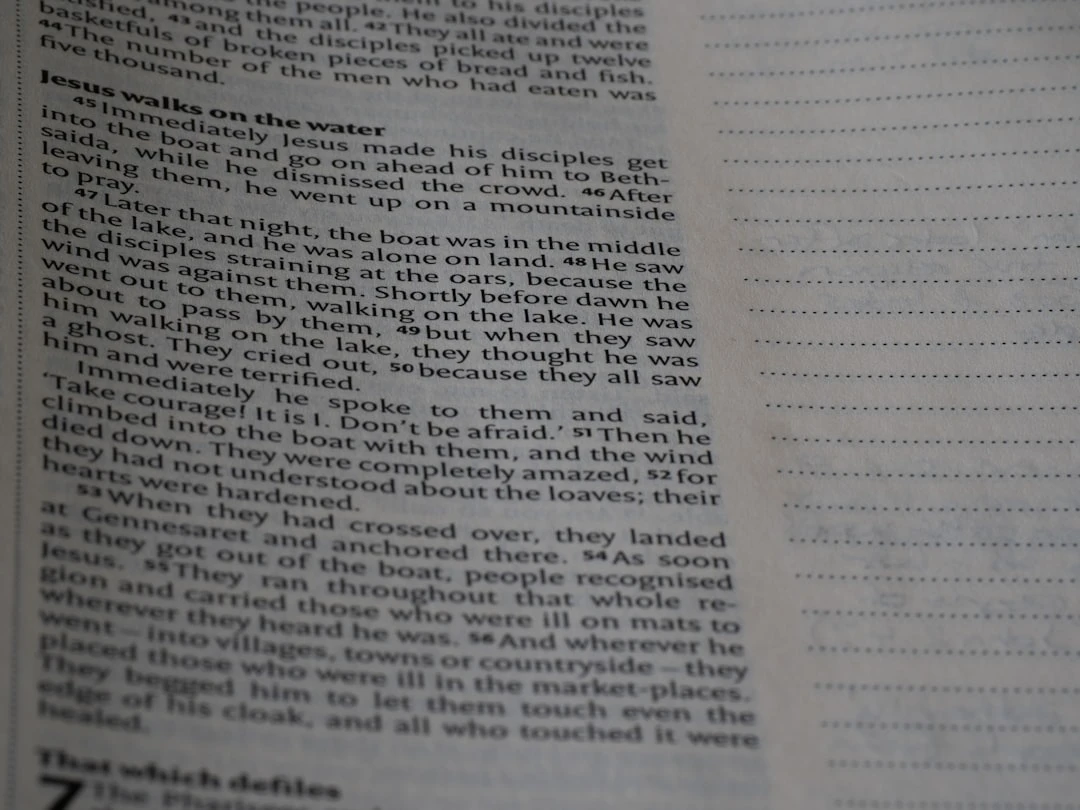 the people. He also divided the
among them all. 42 They all ate and were
satisfied, 43 and the disciples picked up twelve
basketfuls of broken pieces of bread and fish.
44 The number of the men who had eaten was
five thousand.
Jesus walks on the water
45 Immediately Jesus made his disciples get
into the boat and go on ahead of him to Beth-
saida, while he dismissed the crowd. 46 After
leaving them, he went up on a mountainside
to pray.
47 Later that night, the boat was in the middle
of the lake, and he was alone on land. 48 He saw
the disciples straining at the oars, because the
wind was against them. Shortly before dawn he
went out to them, walking on the lake. He was
about to pass by them, 49 but when they saw
him walking on the lake, they thought he was
a ghost. They cried out, 50 because they all saw
him and were terrified.
Immediately he spoke to them and said,
‘Take courage! It is I. Don’t be afraid.’ 51 Then he
climbed into the boat with them, and the wind
died down. They were completely amazed, 52 for
they had not understood about the loaves; their
hearts were hardened.
53 When they had crossed over, they landed
at Gennesaret and anchored there. 54 As soon
as they got out of the boat, people recognised
Jesus. 55 They ran throughout that whole re-
gion and carried those who were ill on mats to
wherever they heard he was. 56 And wherever he
went – into villages, towns or countryside – they
placed those who were ill in the market-places.
They begged him to let them touch even the
edge of his cloak, and all who touched it were
healed.
That which defiles
7 The Pharisees